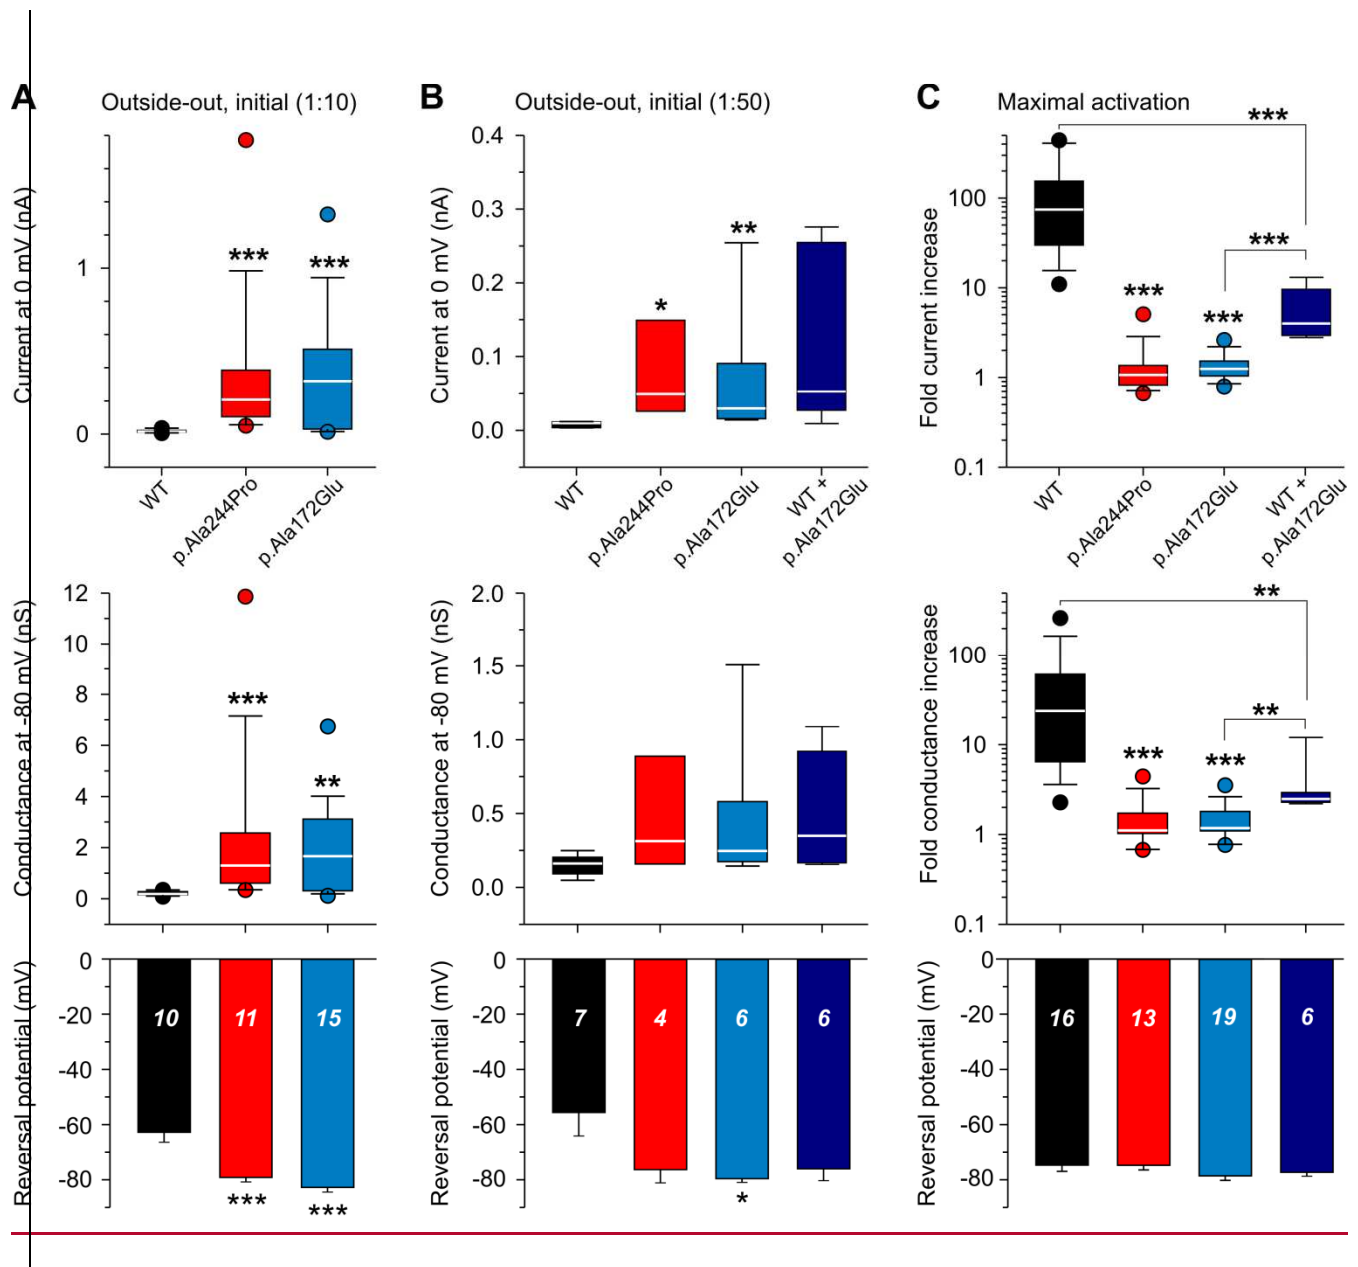 A Outside-out, initial (1:10)
B Outside-out, initial (1:50)
C Maximal activation
Current at 0 mV (nA)
1
0
***
***
WT
p.Ala244Pro
p.Ala172Glu
Current at 0 mV (nA)
0.4
0.3
0.2
0.1
0.0
*
**
WT
p.Ala244Pro
p.Ala172Glu
WT +
p.Ala172Glu
Fold current increase
100
10
1
0.1
***
***
***
***
WT
p.Ala244Pro
p.Ala172Glu
WT +
p.Ala172Glu
Conductance at -80 mV (nS)
12
10
8
6
4
2
0
***
**
Conductance at -80 mV (nS)
2.0
1.5
1.0
0.5
0.0
Fold conductance increase
100
10
1
0.1
**
**
***
***
Reversal potential (mV)
0
-20
-40
-60
-80
10
11
15
***
***
Reversal potential (mV)
0
-20
-40
-60
-80
7
4
6
6
*
Reversal potential (mV)
0
-20
-40
-60
-80
16
13
19
6